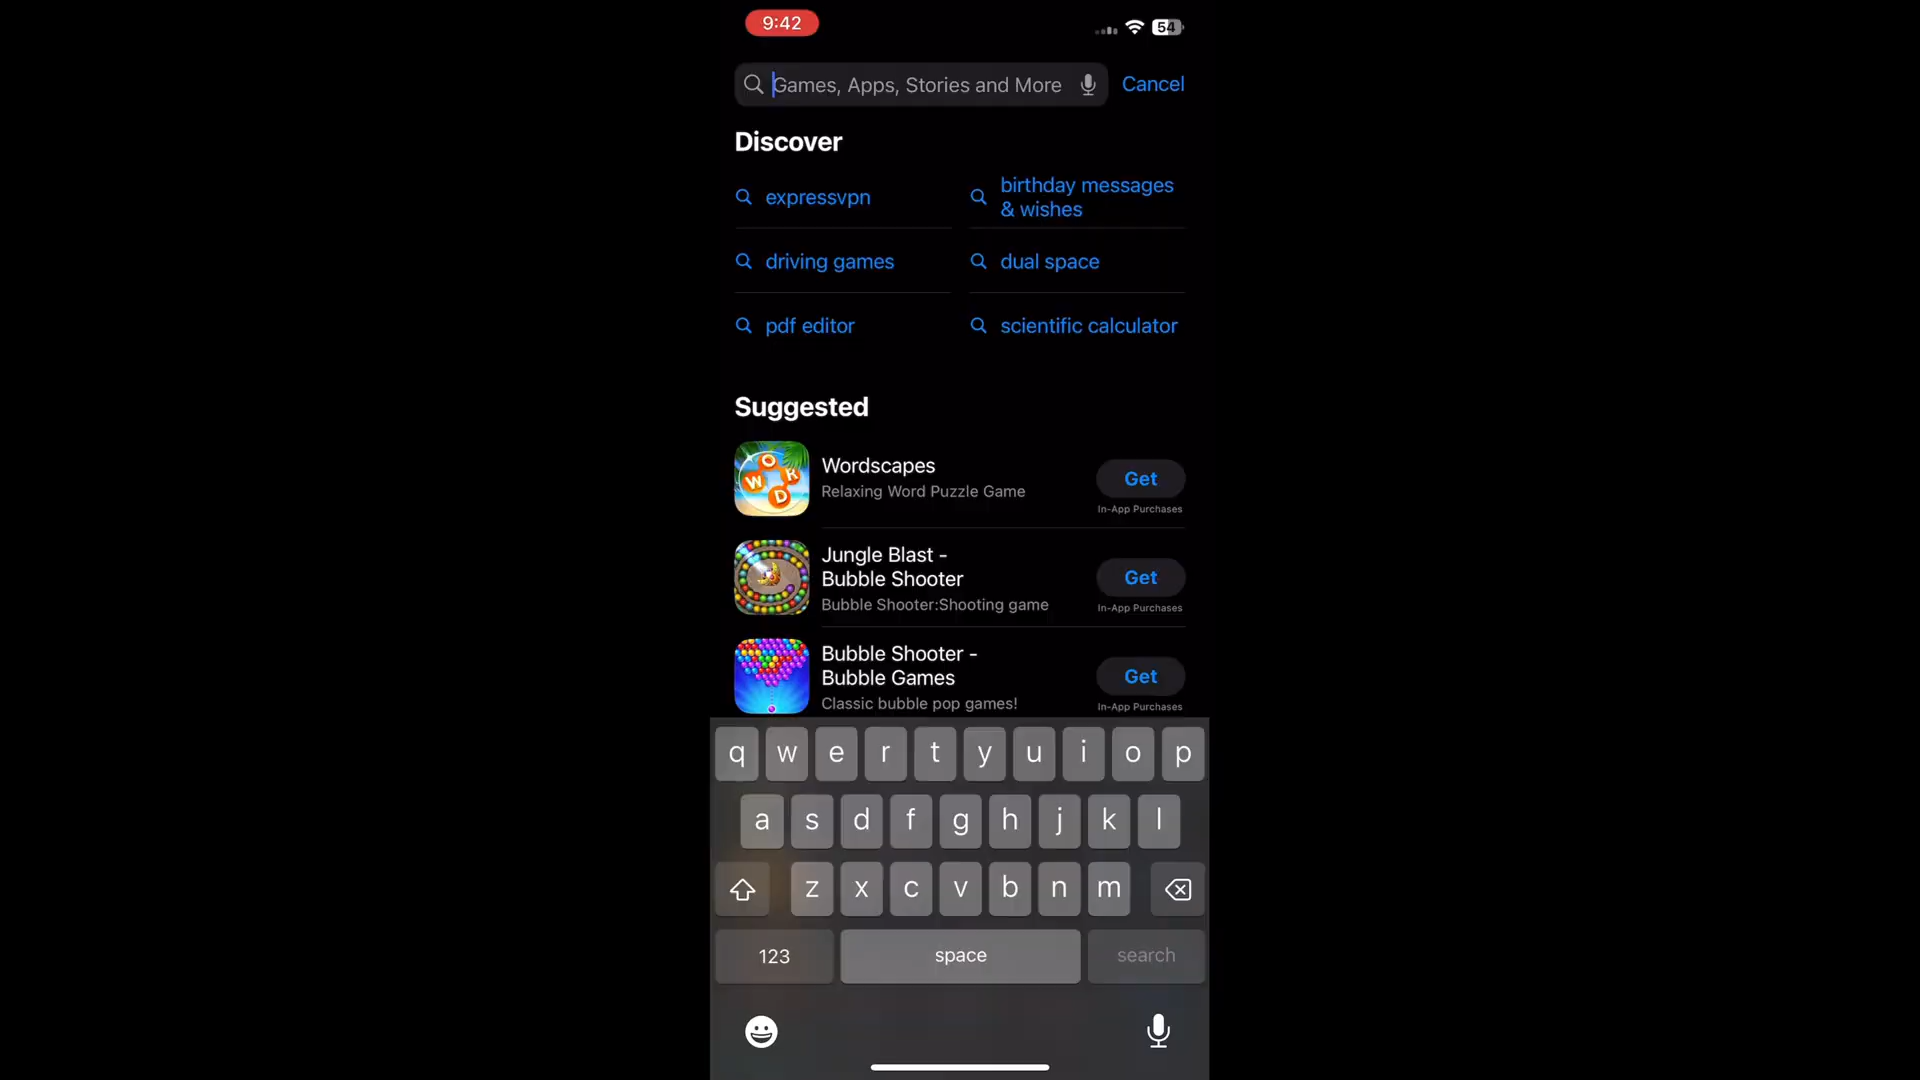 9:42
54
Games, Apps, Stories and More
Cancel
Discover
expressvpn
birthday messages
& wishes
driving games
dual space
pdf editor
scientific calculator
Suggested
W O R D
Wordscapes
Relaxing Word Puzzle Game
Get
In-App Purchases
Jungle Blast -
Bubble Shooter
Bubble Shooter:Shooting game
Get
In-App Purchases
Bubble Shooter -
Bubble Games
Classic bubble pop games!
Get
In-App Purchases
q w e r t y u i o p
a s d f g h j k l
z x c v b n m
123 space search